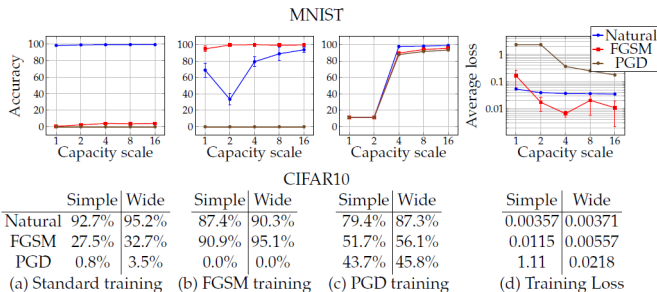 MNIST
Natural
FGSM
PGD
Accuracy
100
80
60
40
20
0
1 2 4 8 16
Capacity scale
100
80
60
40
20
0
1 2 4 8 16
Capacity scale
100
80
60
40
20
0
1 2 4 8 16
Capacity scale
Average loss
1
0.1
0.01
1 2 4 8 16
Capacity scale
CIFAR10
Simple Wide Simple Wide Simple Wide Simple Wide
Natural 92.7% 95.2% 87.4% 90.3% 79.4% 87.3% 0.00357 0.00371
FGSM 27.5% 32.7% 90.9% 95.1% 51.7% 56.1% 0.0115 0.00557
PGD 0.8% 3.5% 0.0% 0.0% 43.7% 45.8% 1.11 0.0218
(a) Standard training (b) FGSM training (c) PGD training (d) Training Loss